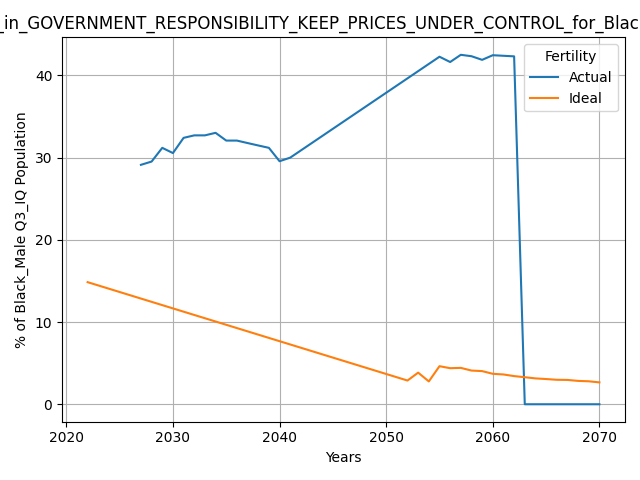 _in_GOVERNMENT_RESPONSIBILITY_KEEP_PRICES_UNDER_CONTROL_for_Blac
Fertility
Actual
Ideal
% of Black_Male Q3_IQ Population
40
30
20
10
0
2020 2030 2040 2050 2060 2070
Years